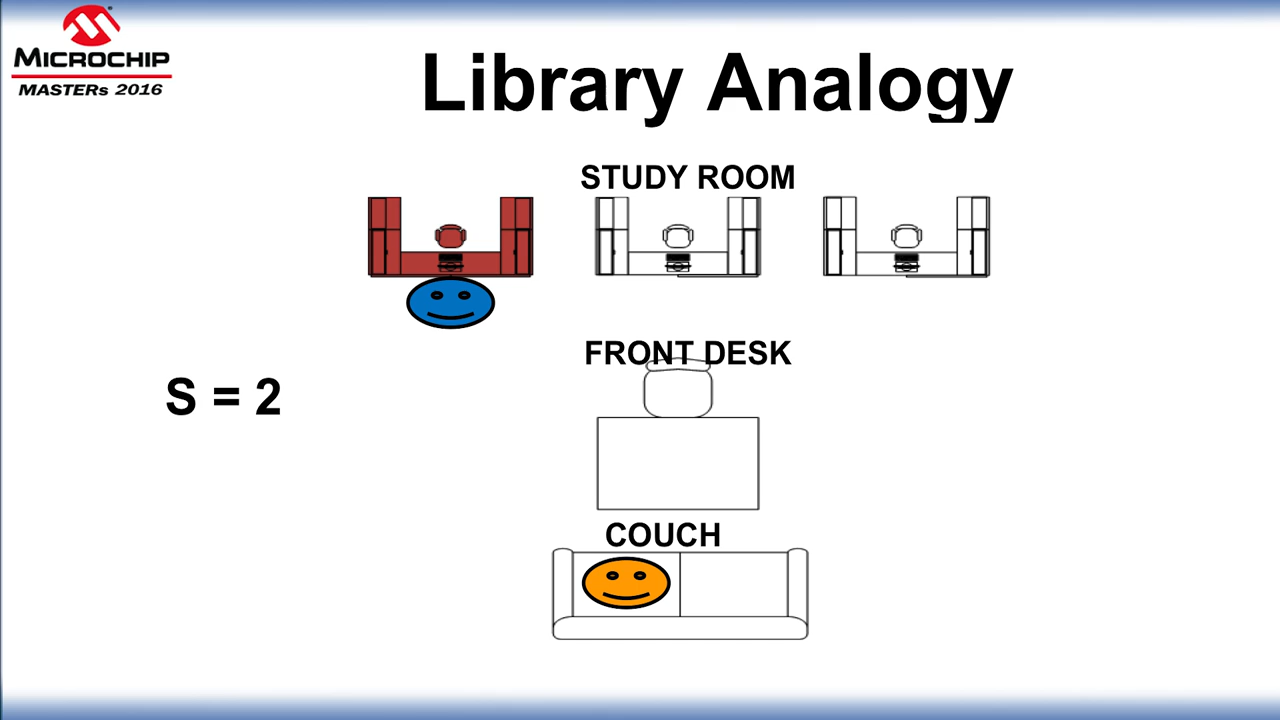 MICROCHIP
MASTERs 2016
Library Analogy
STUDY ROOM
FRONT DESK
S = 2
COUCH